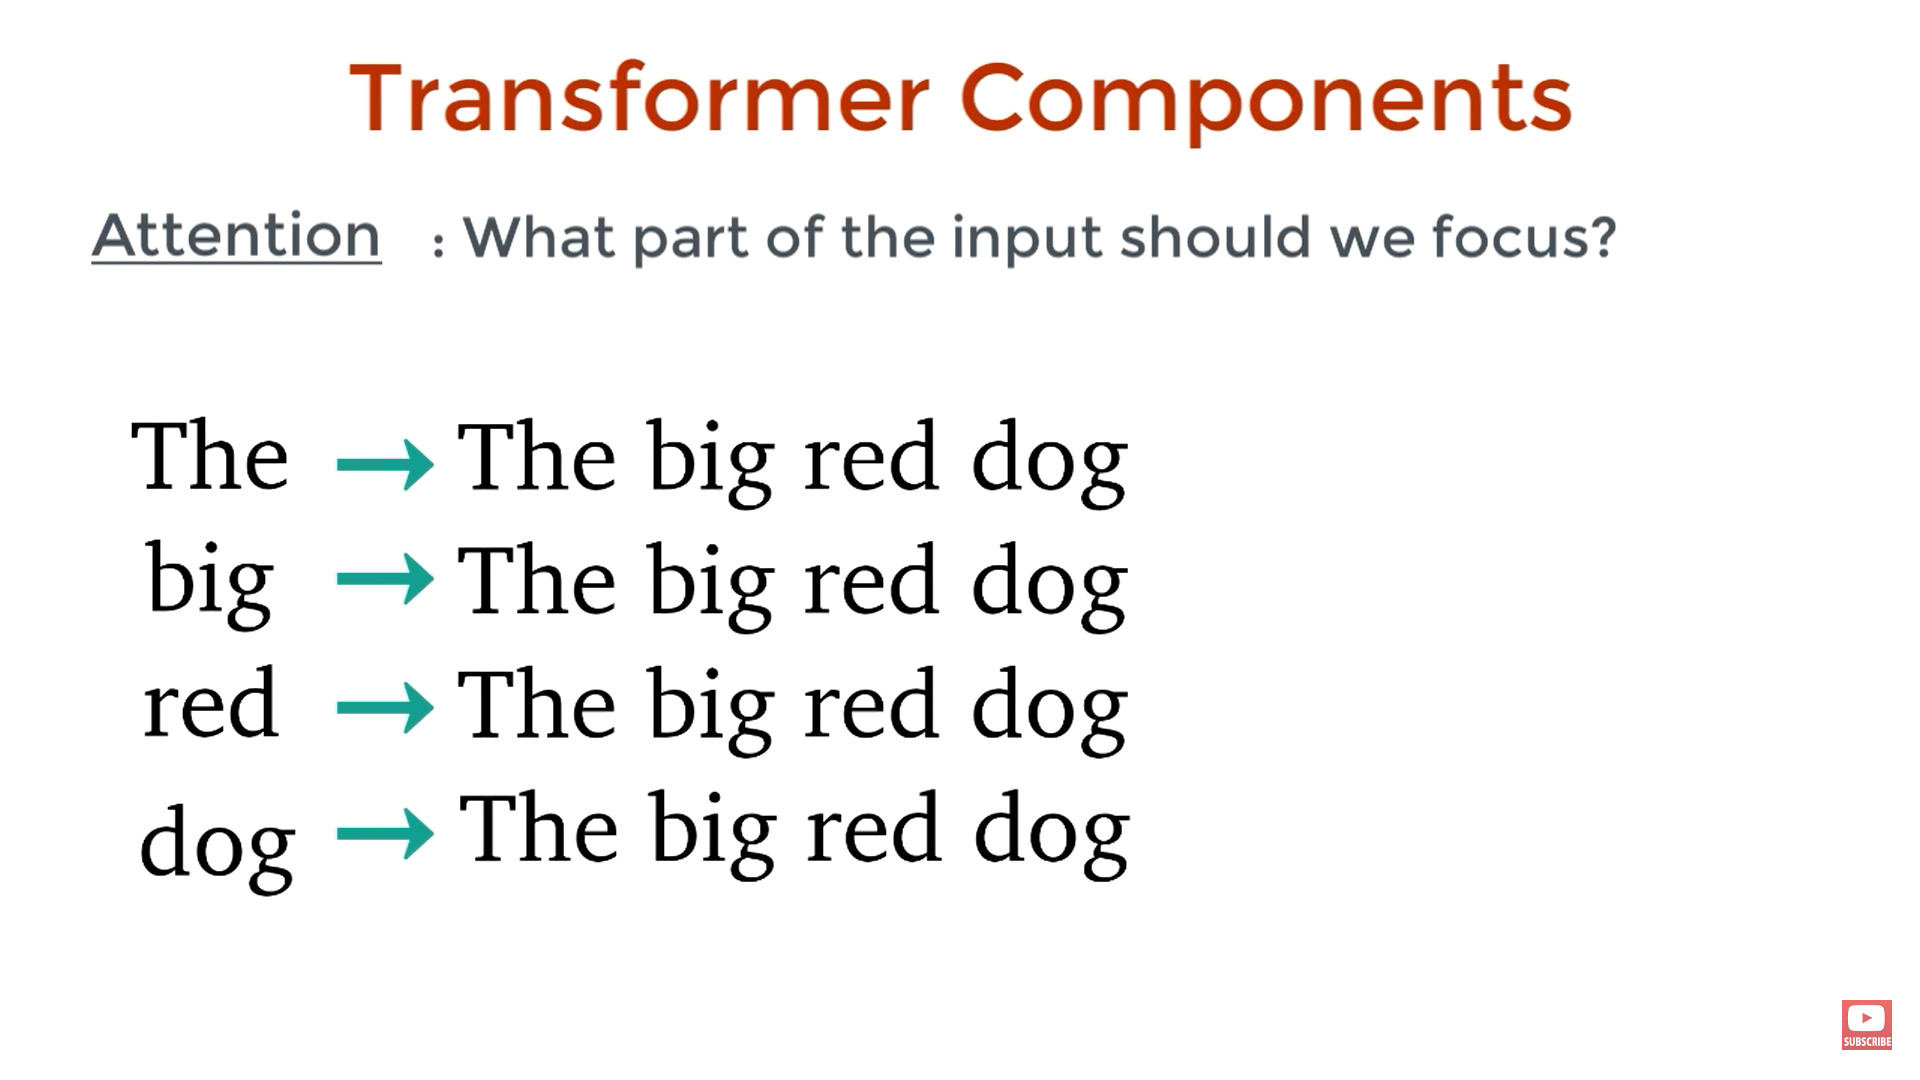 Transformer Components
Attention : What part of the input should we focus?
The → The big red dog
big → The big red dog
red → The big red dog
dog → The big red dog
SUBSCRIBE